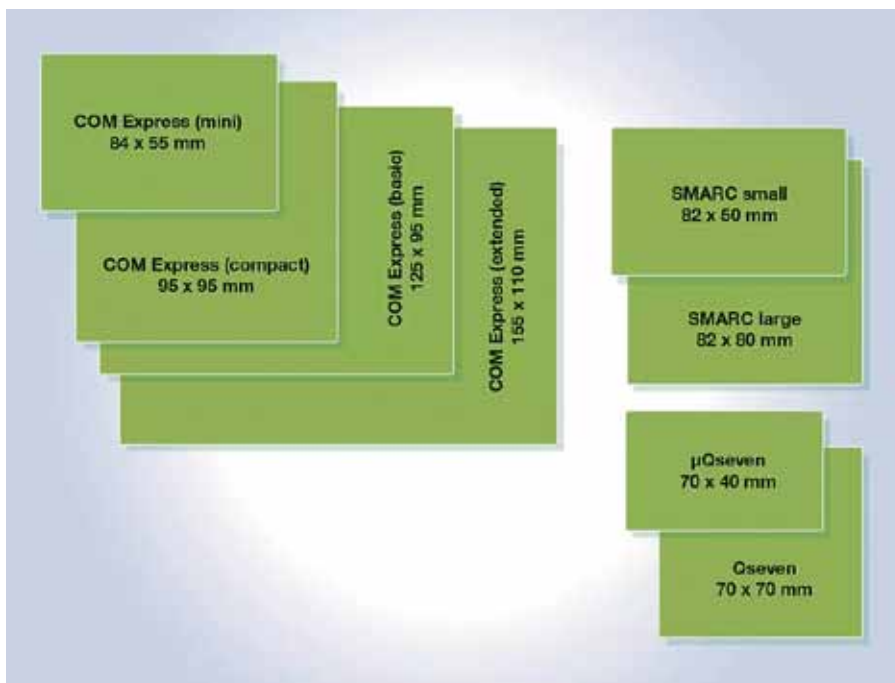 COM Express (mini)
84 x 55 mm
COM Express (compact)
95 x 95 mm
COM Express (basic)
125 x 95 mm
COM Express (extended)
155 x 110 mm
SMARC small
82 x 50 mm
SMARC large
82 x 80 mm
µQseven
70 x 40 mm
Qseven
70 x 70 mm